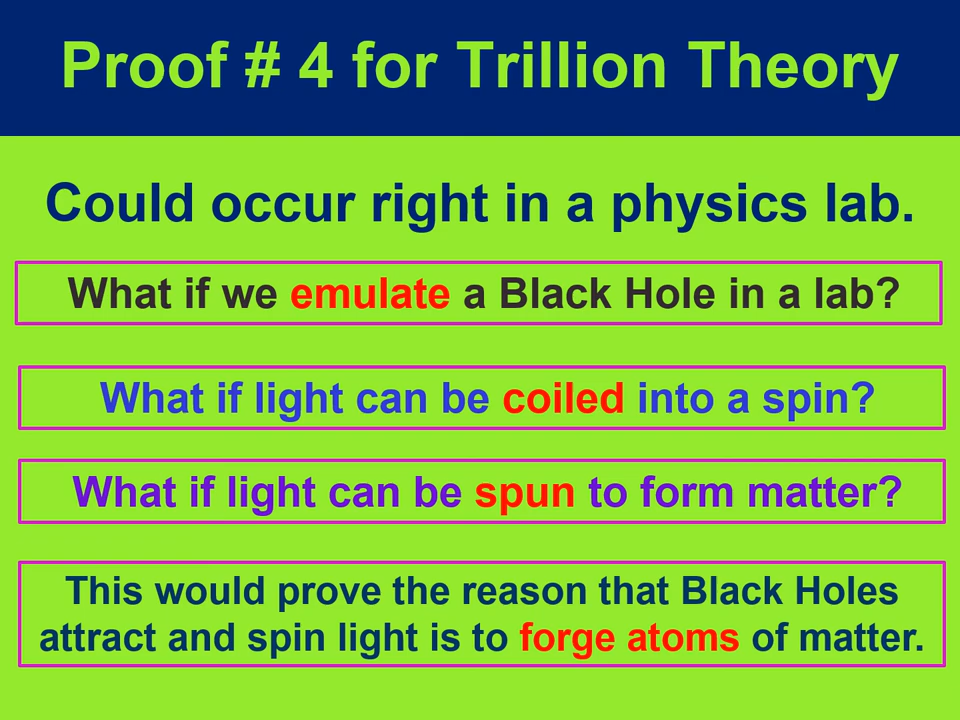 Proof # 4 for Trillion Theory
Could occur right in a physics lab.
What if we emulate a Black Hole in a lab?
What if light can be coiled into a spin?
What if light can be spun to form matter?
This would prove the reason that Black Holes
attract and spin light is to forge atoms of matter.